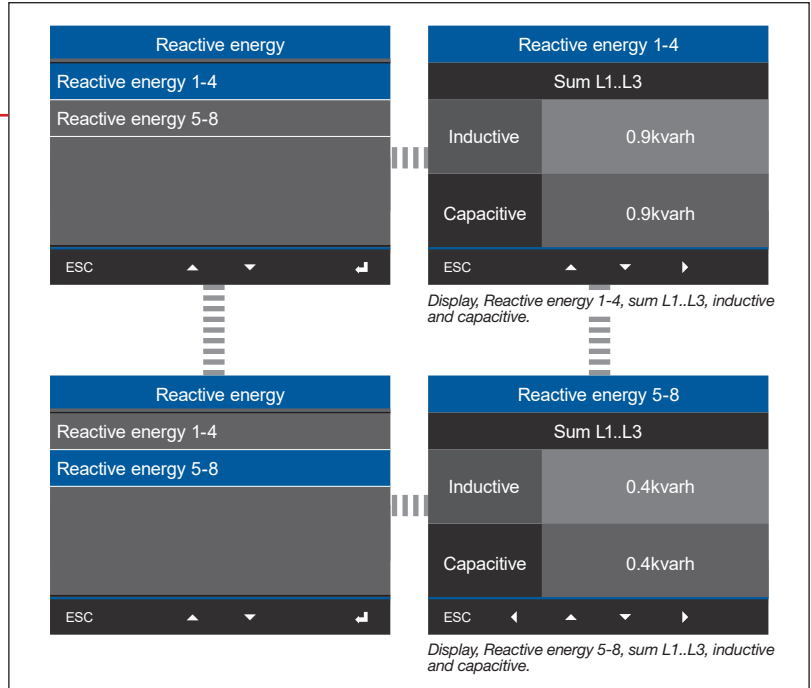 Reactive energy
Reactive energy 1-4
Reactive energy 5-8
ESC
Reactive energy 1-4
Sum L1..L3
Inductive 0.9kvarh
Capacitive 0.9kvarh
ESC
Display, Reactive energy 1-4, sum L1..L3, inductive
and capacitive.
Reactive energy
Reactive energy 1-4
Reactive energy 5-8
ESC
Reactive energy 5-8
Sum L1..L3
Inductive 0.4kvarh
Capacitive 0.4kvarh
ESC
Display, Reactive energy 5-8, sum L1..L3, inductive
and capacitive.